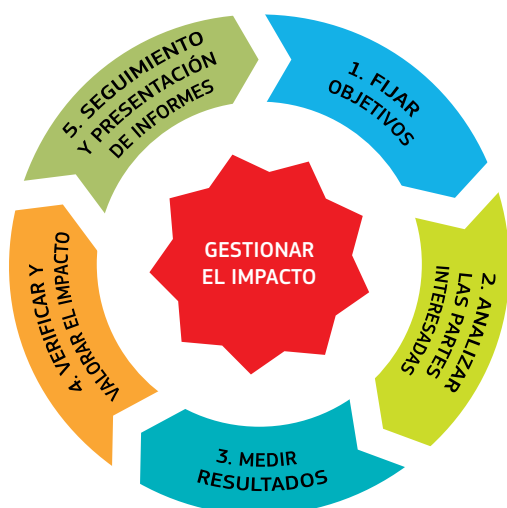 1. FIJAR
OBJETIVOS
2. ANALIZAR
LAS PARTES
INTERESADAS
3. MEDIR
RESULTADOS
4. VERIFICAR Y
VALORAR EL IMPACTO
5. SEGUIMIENTO
Y PRESENTACIÓN
DE INFORMES
GESTIONAR
EL IMPACTO